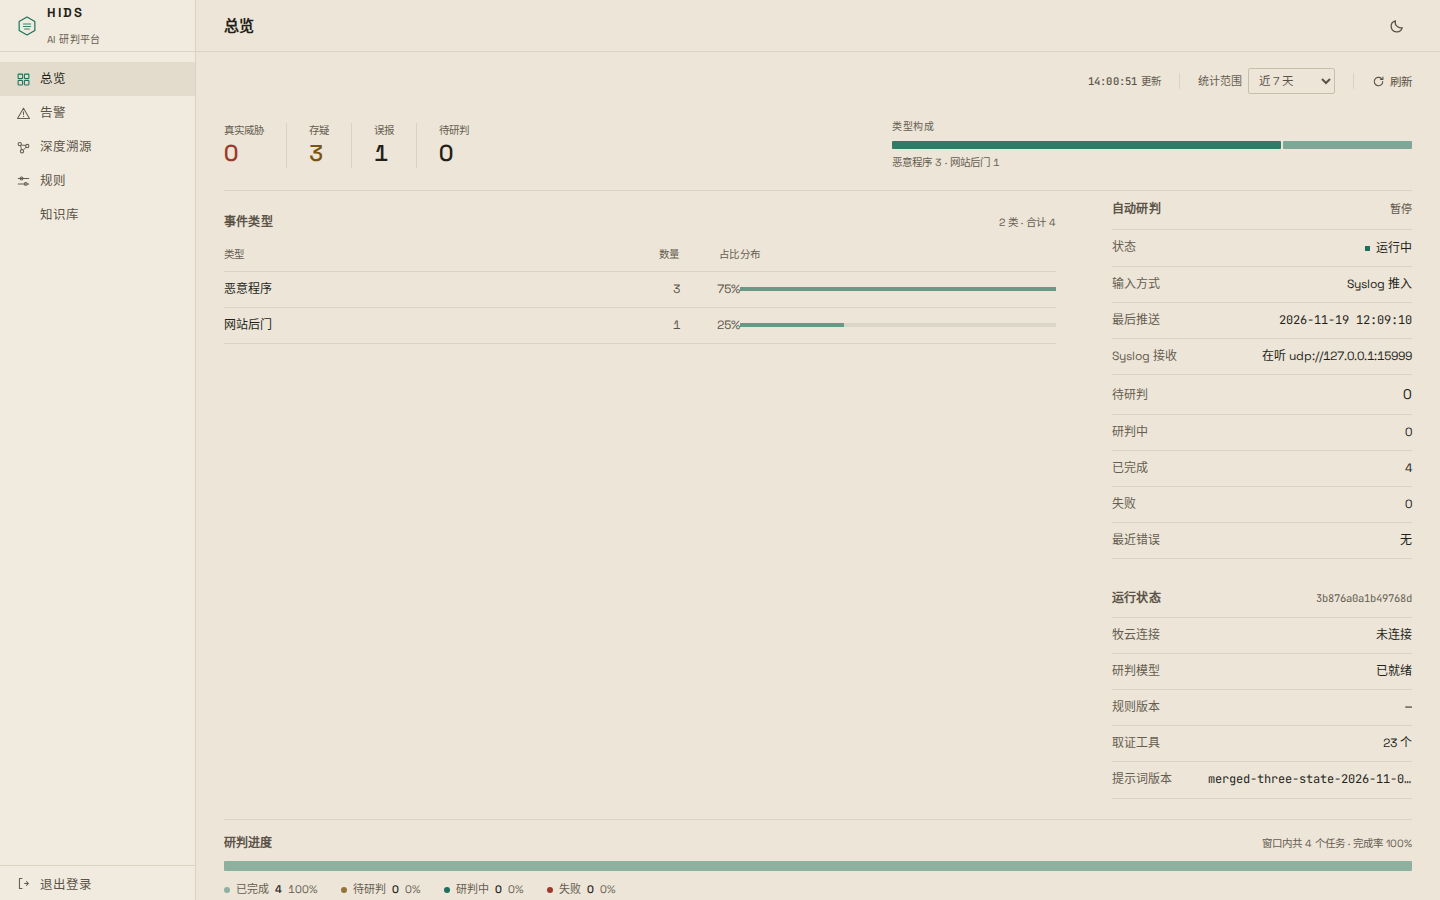 HIDS
AI 研判平台
总览
告警
深度溯源
规则
知识库
退出登录
总览
14:00:51 更新
统计范围
近 7 天
刷新
真实威胁
0
存疑
3
误报
1
待研判
0
类型构成
恶意程序 3 · 网站后门 1
事件类型
2 类 · 合计 4
类型 数量 占比 分布
恶意程序 3 75%
网站后门 1 25%
自动研判 暂停
状态 运行中
输入方式 Syslog 推入
最后推送 2026-11-19 12:09:10
Syslog 接收 在听 udp://127.0.0.1:15999
待研判 0
研判中 0
已完成 4
失败 0
最近错误 无
运行状态 3b876a0a1b49768d
牧云连接 未连接
研判模型 已就绪
规则版本 —
取证工具 23 个
提示词版本 merged-three-state-2026-11-0…
研判进度
窗口内共 4 个任务 · 完成率 100%
已完成 4 100% 待研判 0 0% 研判中 0 0% 失败 0 0%